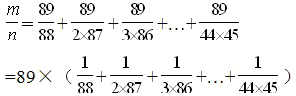 m/n = 89/88 + 89/(2×87) + 89/(3×86) + … + 89/(44×45)
=89×（1/88 + 1/(2×87) + 1/(3×86) + … + 1/(44×45)）